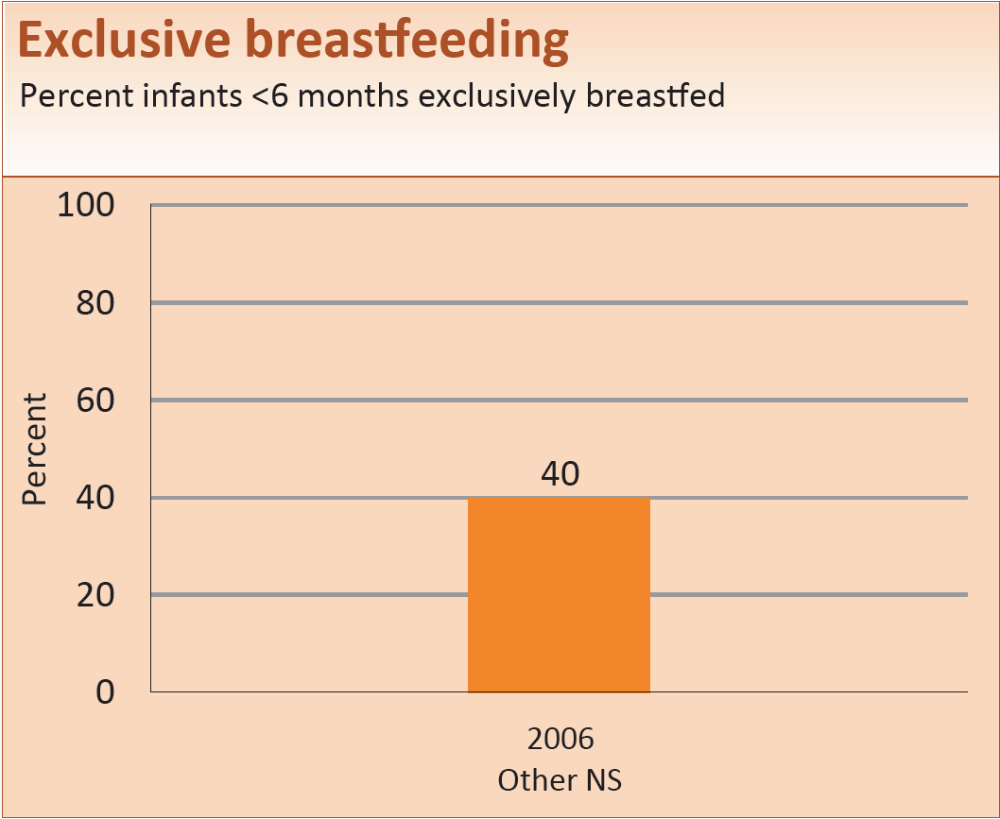 Exclusive breastfeeding
Percent infants <6 months exclusively breastfed
100
80
60
40
20
0
Percent
40
2006
Other NS